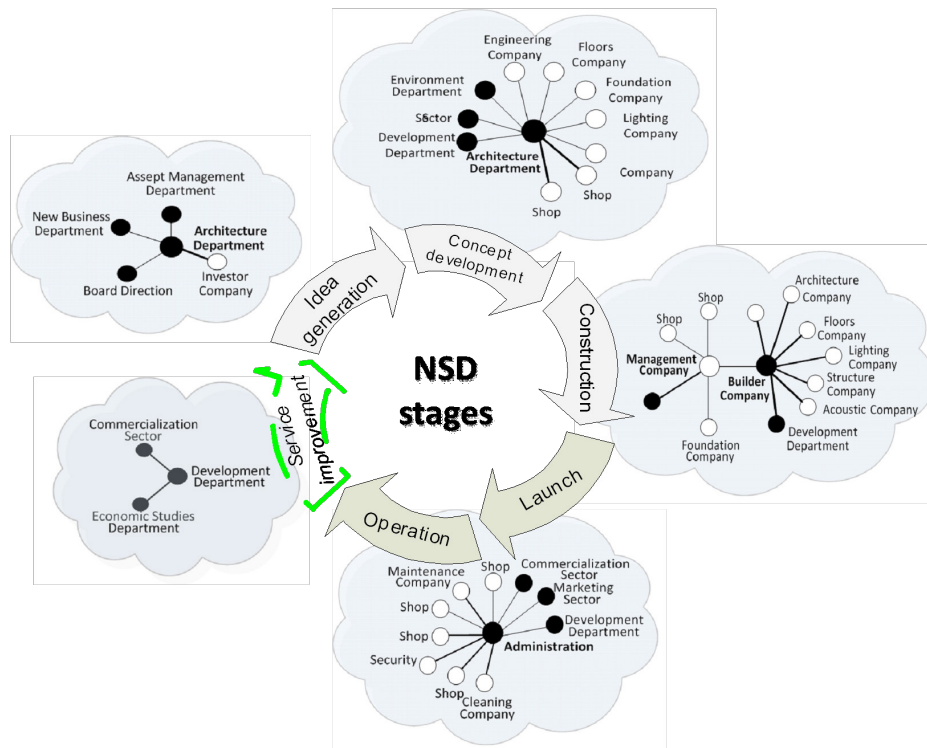 Engineering
Company
Floors
Company
Environment
Department
Foundation
Company
Sector
Lighting
Company
Development
Department
Architecture
Department
Company
Shop
Shop
Assept Management
Department
New Business
Department
Architecture
Department
Investor
Company
Board Direction
Idea
generation
Concept
development
Construction
Launch
Operation
Service
improvement
NSD
stages
Architecture
Company
Shop
Shop
Floors
Company
Management
Company
Lighting
Company
Builder
Company
Structure
Company
Acoustic Company
Foundation
Company
Development
Department
Commercialization
Sector
Development
Department
Economic Studies
Department
Shop
Commercialization
Sector
Maintenance
Company
Marketing
Sector
Shop
Development
Department
Shop
Administration
Security
Shop
Cleaning
Company